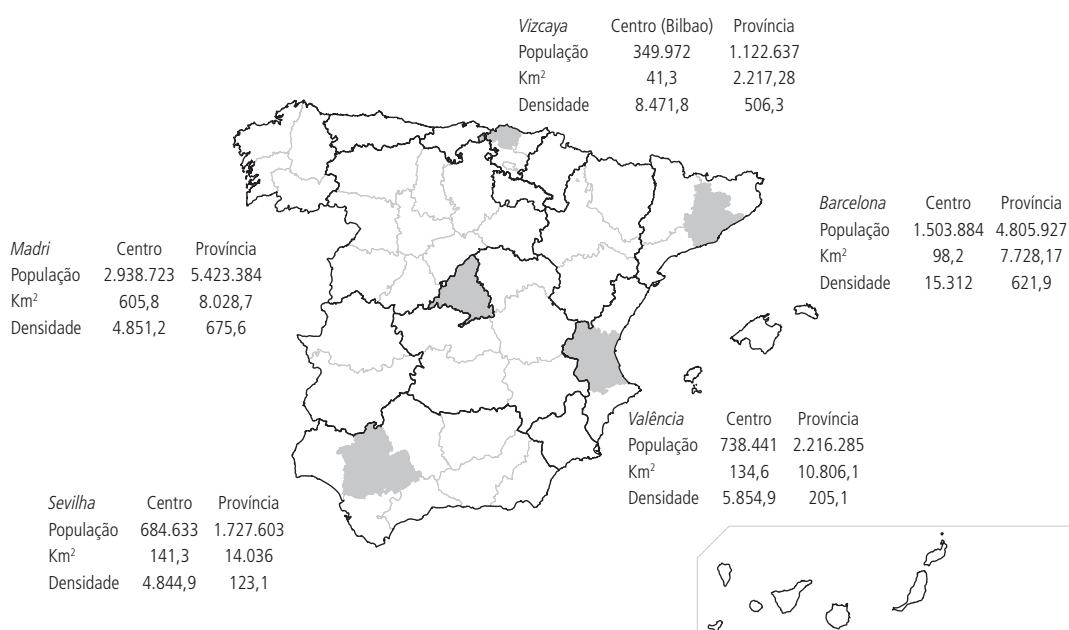 Vizcaya Centro (Bilbao) Província
População 349.972 1.122.637
Km² 41,3 2.217,28
Densidade 8.471,8 506,3
Barcelona Centro Província
População 1.503.884 4.805.927
Km² 98,2 7.728,17
Densidade 15.312 621,9
Madri Centro Província
População 2.938.723 5.423.384
Km² 605,8 8.028,7
Densidade 4.851,2 675,6
Valência Centro Província
População 738.441 2.216.285
Km² 134,6 10.806,1
Densidade 5.854,9 205,1
Sevilha Centro Província
População 684.633 1.727.603
Km² 141,3 14.036
Densidade 4.844,9 123,1